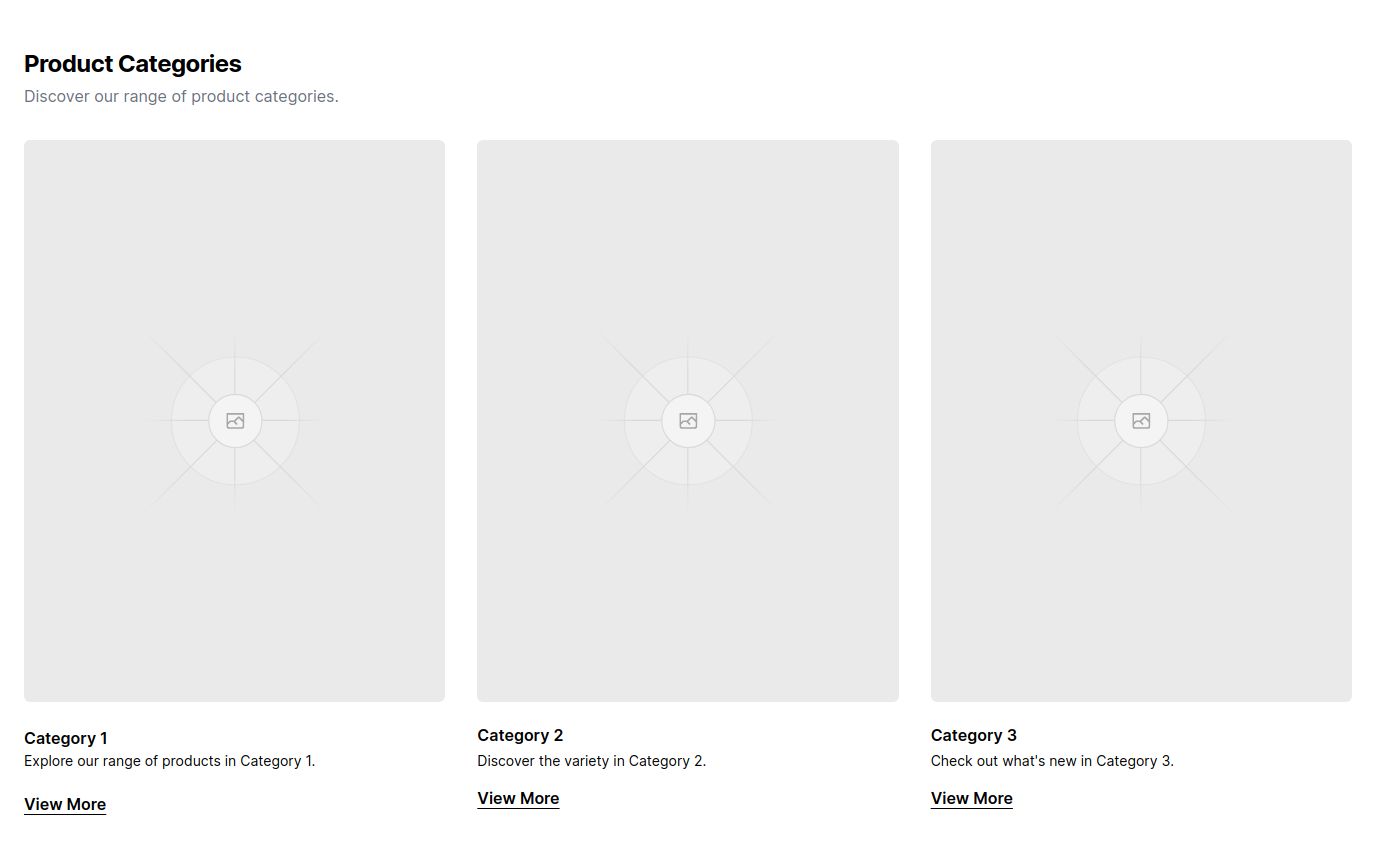 Product Categories
Discover our range of product categories.
Category 1
Explore our range of products in Category 1.
View More
Category 2
Discover the variety in Category 2.
View More
Category 3
Check out what's new in Category 3.
View More